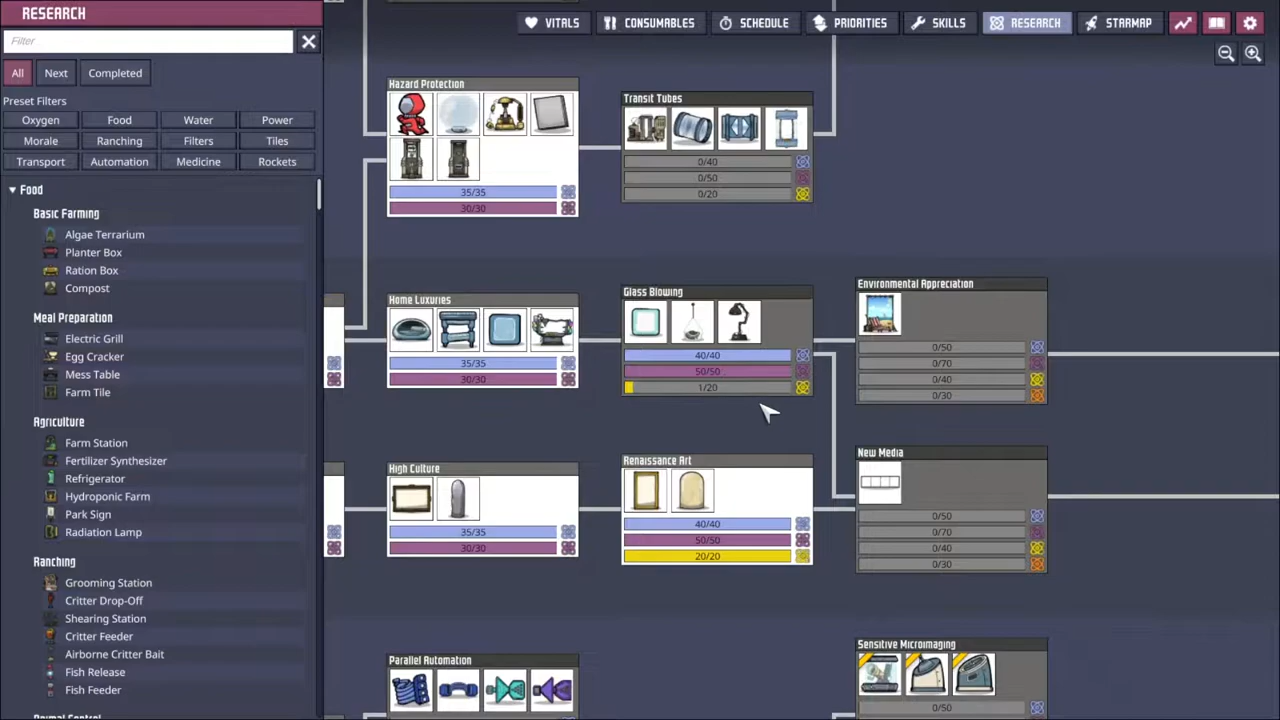 RESEARCH
VITALS
CONSUMABLES
SCHEDULE
PRIORITIES
SKILLS
RESEARCH
STARMAP
Filter
All
Next
Completed
Preset Filters
Oxygen
Food
Water
Power
Morale
Ranching
Filters
Tiles
Transport
Automation
Medicine
Rockets
Food
Basic Farming
Algae Terrarium
Planter Box
Ration Box
Compost
Meal Preparation
Electric Grill
Egg Cracker
Mess Table
Farm Tile
Agriculture
Farm Station
Fertilizer Synthesizer
Refrigerator
Hydroponic Farm
Park Sign
Radiation Lamp
Ranching
Grooming Station
Critter Drop-Off
Shearing Station
Critter Feeder
Airborne Critter Bait
Fish Release
Fish Feeder
Animal Control
Hazard Protection
35/35
30/30
Transit Tubes
0/40
0/50
0/20
Home Luxuries
35/35
30/30
Glass Blowing
40/40
50/50
1/20
Environmental Appreciation
0/50
0/70
0/40
0/30
High Culture
35/35
30/30
Renaissance Art
40/40
50/50
20/20
New Media
0/50
0/70
0/40
0/30
Parallel Automation
Sensitive Microimaging
0/50